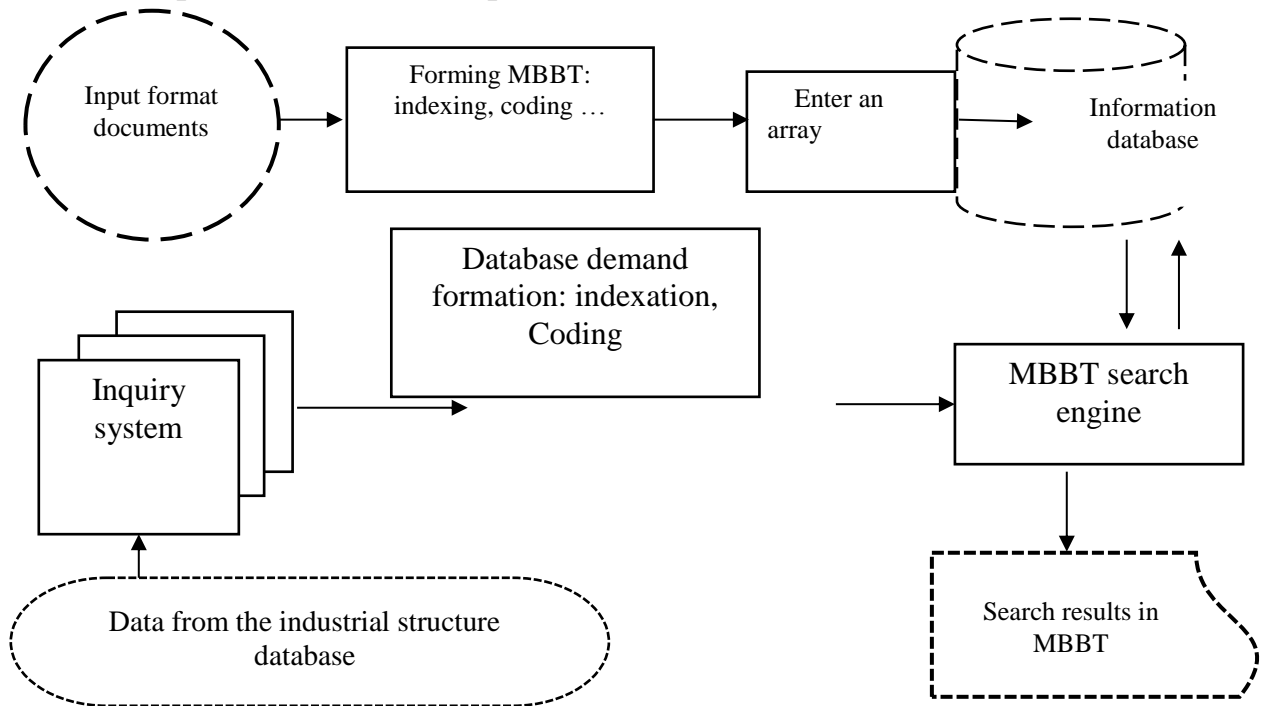 Input format
documents
Forming MBBT:
indexing, coding …
Enter an
array
Information
database
Database demand
formation: indexation,
Coding
Inquiry
system
MBBT search
engine
Data from the industrial structure
database
Search results in
MBBT